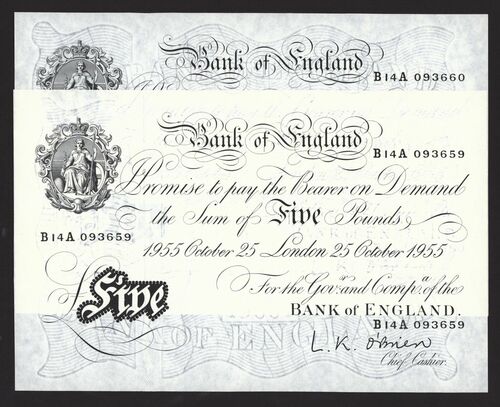 Bank of England
B14A 093660
Bank of England
B14A 093659
I Promise to pay the Bearer on Demand
the Sum of Five Pounds
B14A 093659
1955 October 25 London 25 October 1955
For the Govr. and Compa. of the
£Five
BANK OF ENGLAND.
B14A 093659
OF ENGLA
L. K. O'Brien
Chief Cashier.